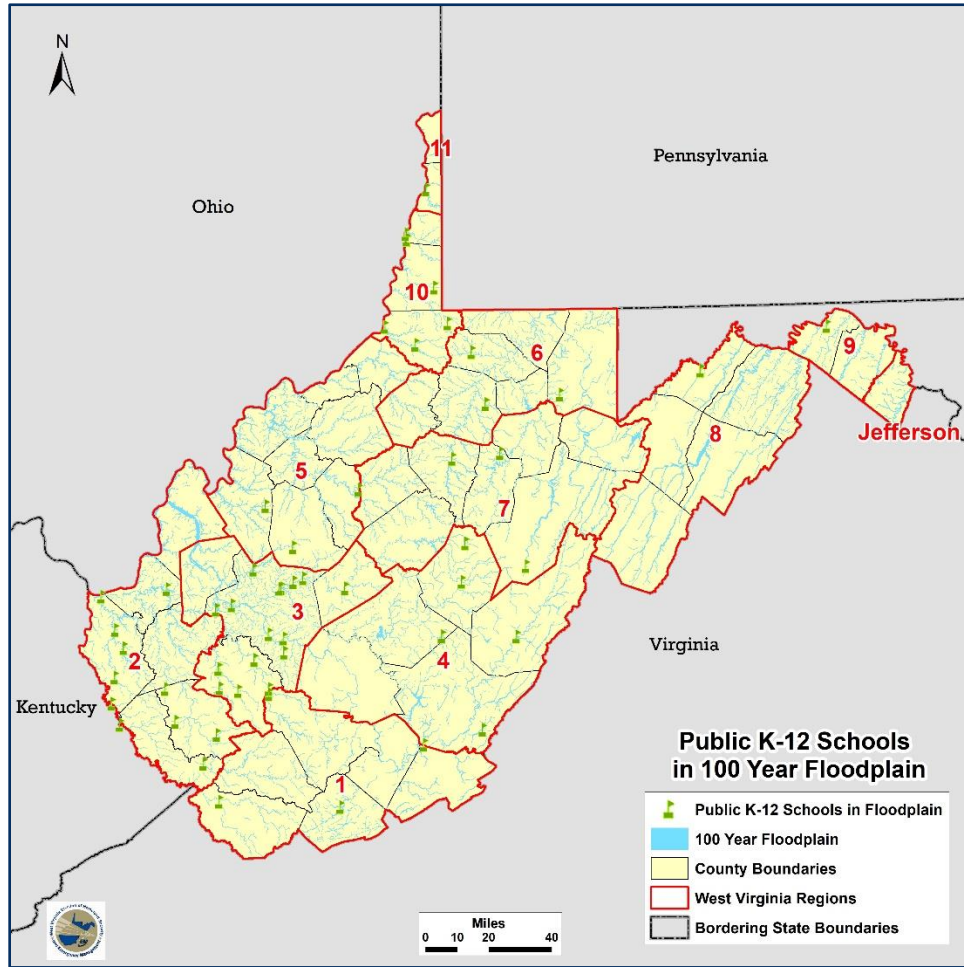 N
11
Pennsylvania
Ohio
10
6
9
8
Jefferson
5
7
3
Virginia
2
4
Kentucky
1
Public K-12 Schools
in 100 Year Floodplain
Public K-12 Schools in Floodplain
100 Year Floodplain
County Boundaries
West Virginia Regions
Bordering State Boundaries
Miles
0 10 20 40